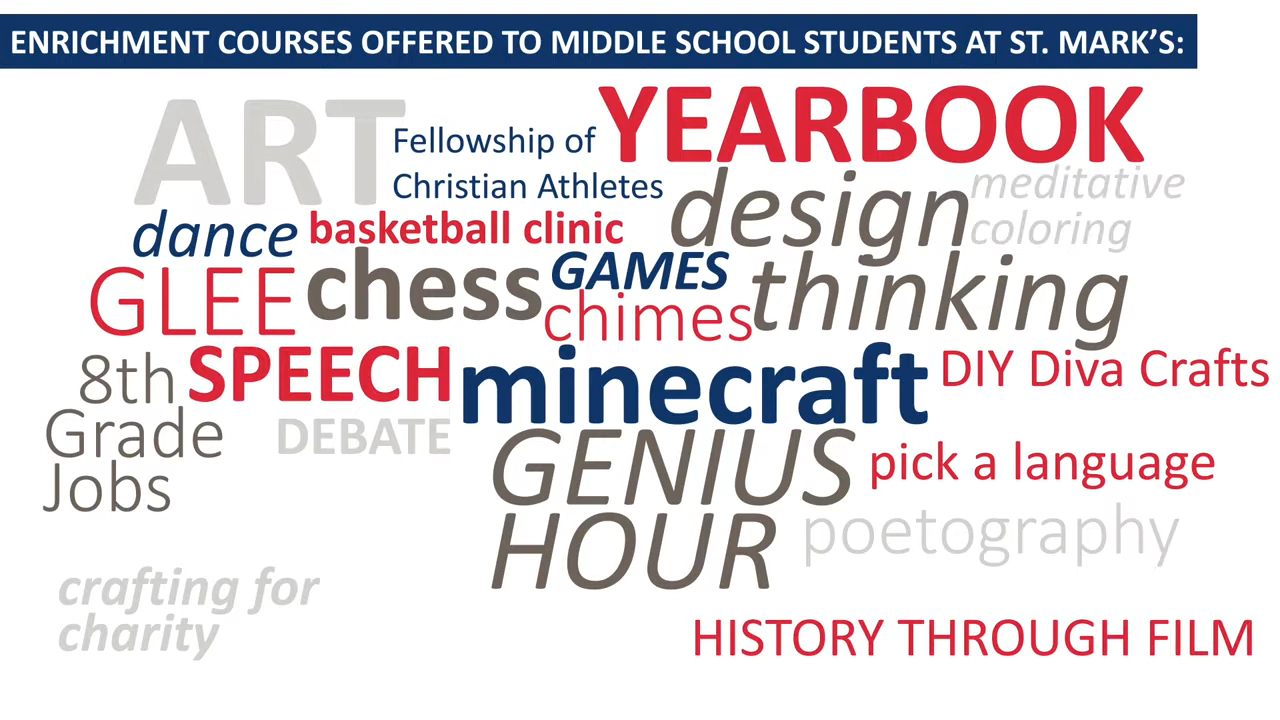 ENRICHMENT COURSES OFFERED TO MIDDLE SCHOOL STUDENTS AT ST. MARK'S:
ART
Fellowship of
Christian Athletes
YEARBOOK
design
thinking
meditative
coloring
dance
basketball clinic
GLEE
chess
GAMES
chimes
8th
Grade
Jobs
SPEECH
DEBATE
minecraft
DIY Diva Crafts
GENIUS
HOUR
pick a language
poetography
crafting for
charity
HISTORY THROUGH FILM